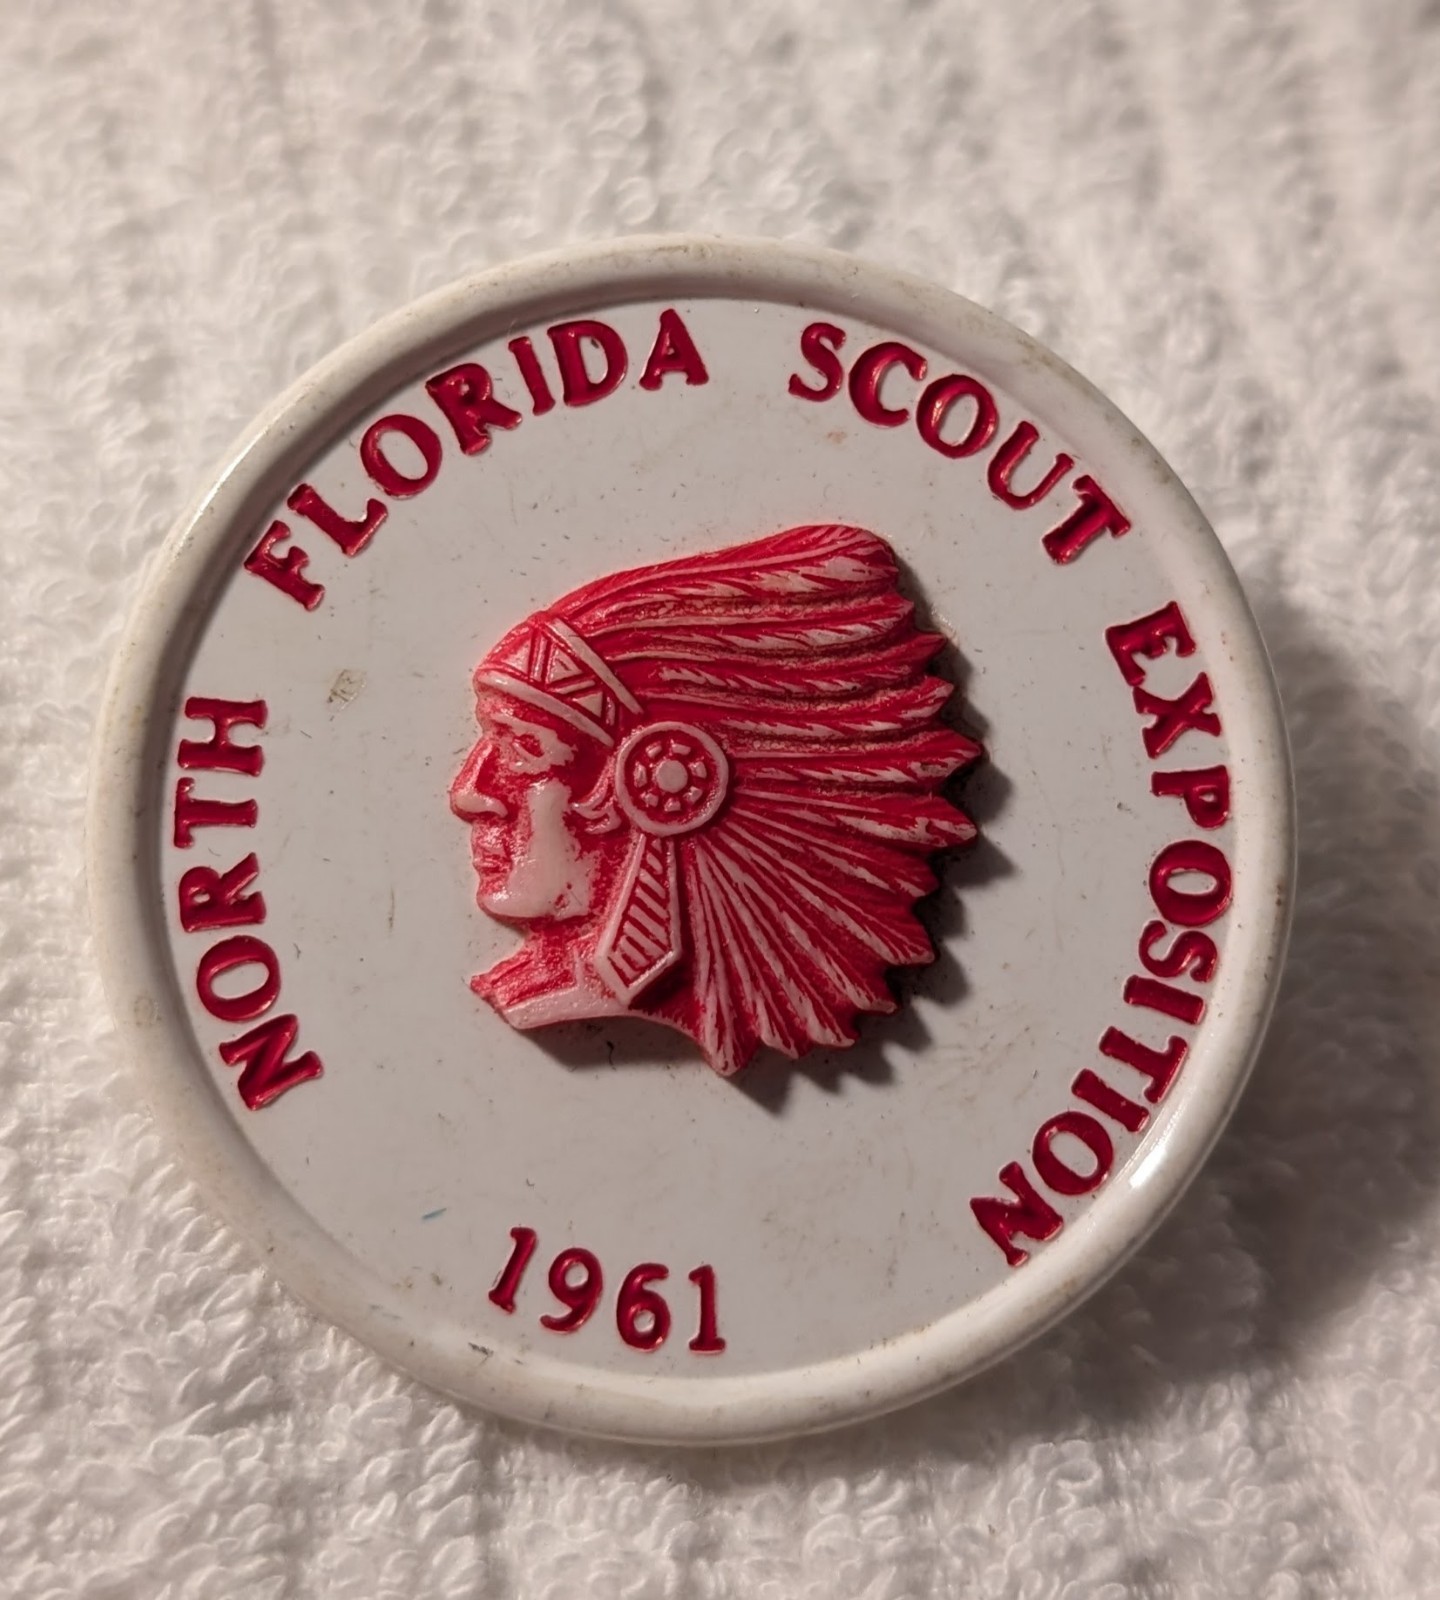 NORTH FLORIDA SCOUT EXPOSITION
1961